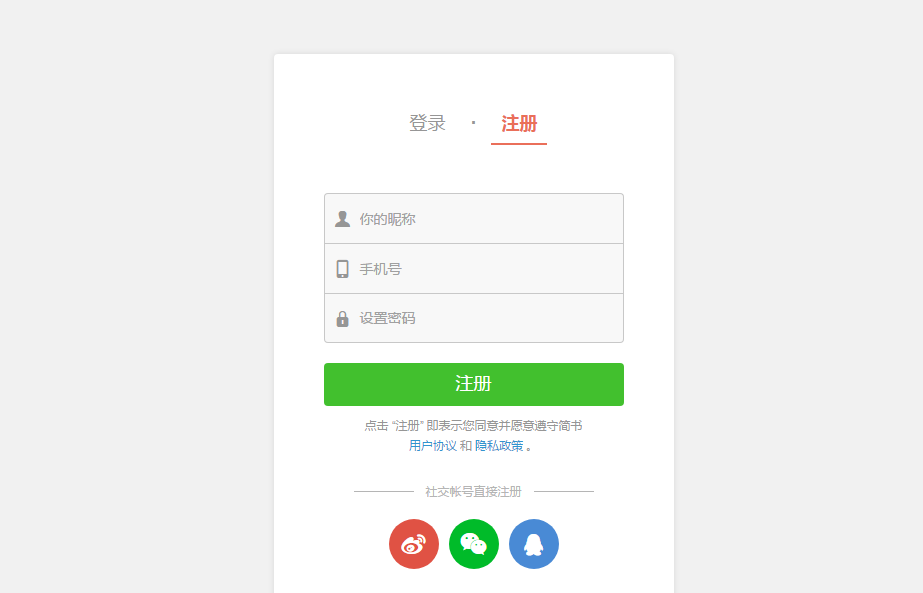 登录 · 注册
你的昵称
手机号
设置密码
注册
点击 “注册” 即表示您同意并愿意遵守简书
用户协议 和 隐私政策 。
社交帐号直接注册